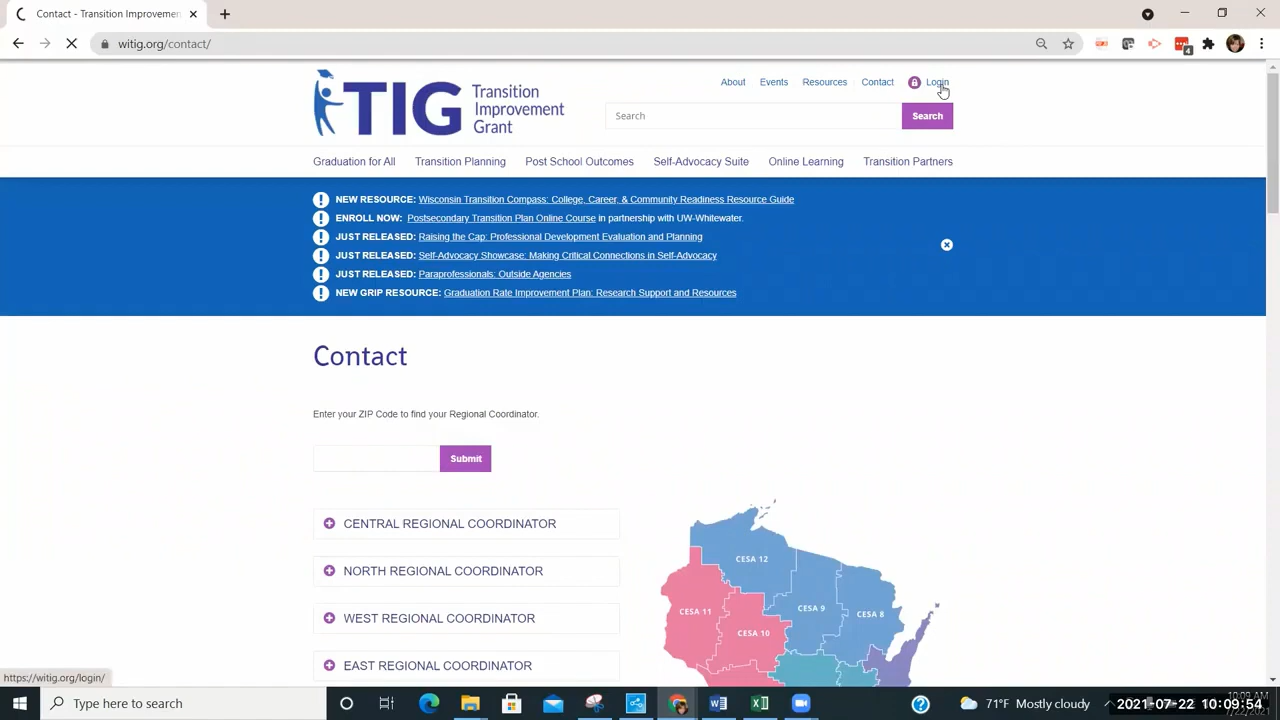 Contact - Transition Improvemen
witig.org/contact/
4
TIG Transition
Improvement
Grant
About Events Resources Contact Login
Search Search
Graduation for All Transition Planning Post School Outcomes Self-Advocacy Suite Online Learning Transition Partners
NEW RESOURCE: Wisconsin Transition Compass: College, Career, & Community Readiness Resource Guide
ENROLL NOW: Postsecondary Transition Plan Online Course in partnership with UW-Whitewater.
JUST RELEASED: Raising the Cap: Professional Development Evaluation and Planning
JUST RELEASED: Self-Advocacy Showcase: Making Critical Connections in Self-Advocacy
JUST RELEASED: Paraprofessionals: Outside Agencies
NEW GRIP RESOURCE: Graduation Rate Improvement Plan: Research Support and Resources
Contact
Enter your ZIP Code to find your Regional Coordinator.
Submit
CENTRAL REGIONAL COORDINATOR
NORTH REGIONAL COORDINATOR
WEST REGIONAL COORDINATOR
EAST REGIONAL COORDINATOR
CESA 12
CESA 11
CESA 9
CESA 8
CESA 10
https://witig.org/login/
Type here to search
71°F Mostly cloudy
10:09 AM
2021-07-22 10:09:54